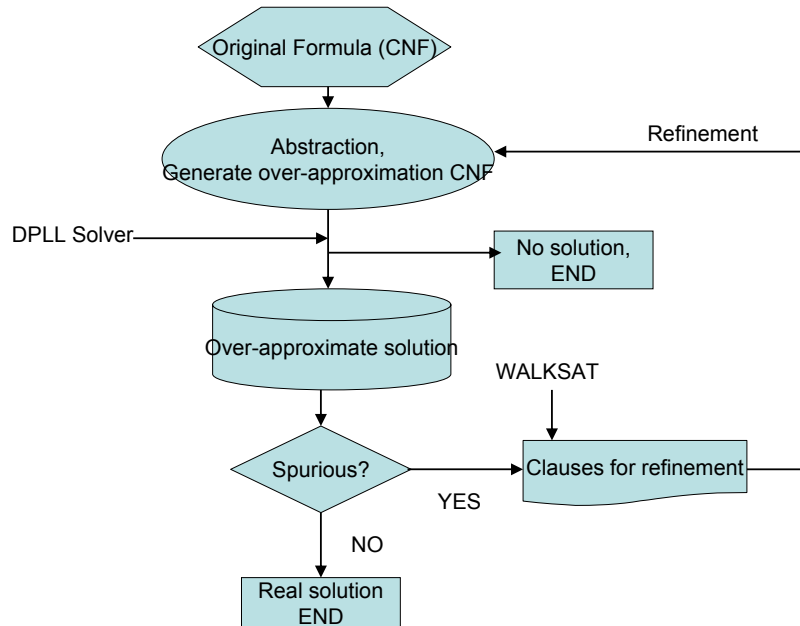 Original Formula (CNF)
Abstraction,
Generate over-approximation CNF
Refinement
DPLL Solver
No solution,
END
Over-approximate solution
WALKSAT
Spurious?
Clauses for refinement
YES
NO
Real solution
END